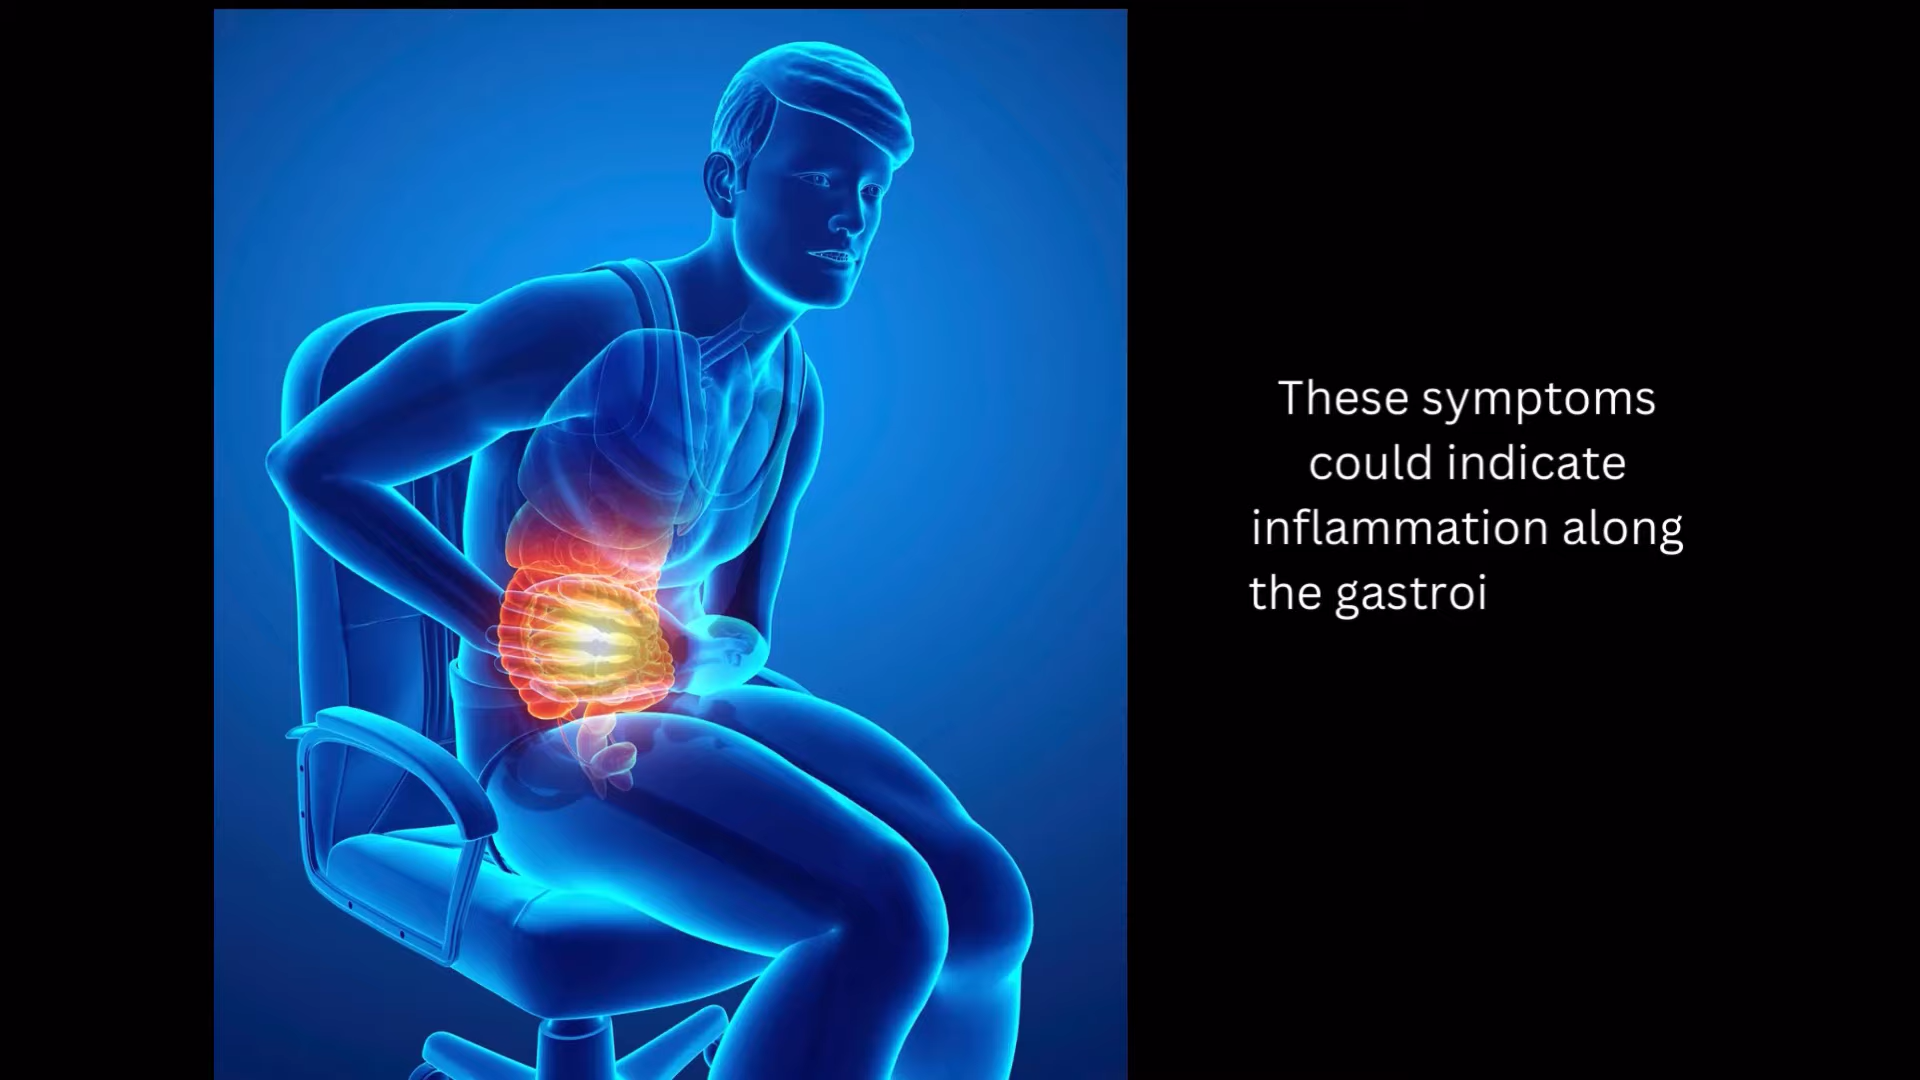 These symptoms
could indicate
inflammation along
the gastroi